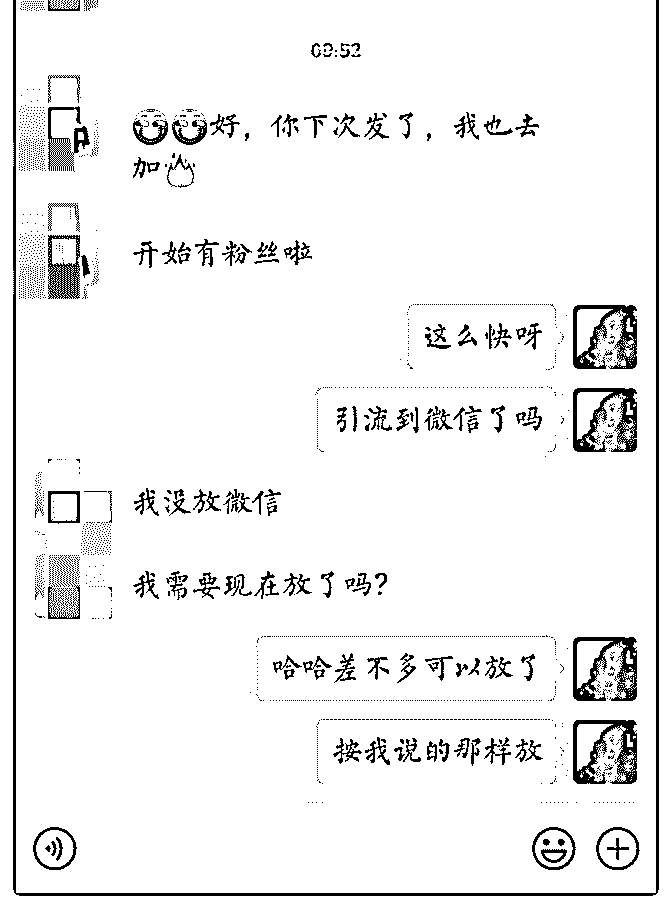 09:52
好，你下次发了，我也去
加
开始有粉丝啦
这么快呀
引流到微信了吗
我没放微信
我需要现在放了吗？
哈哈差不多可以放了
按我说的那样放